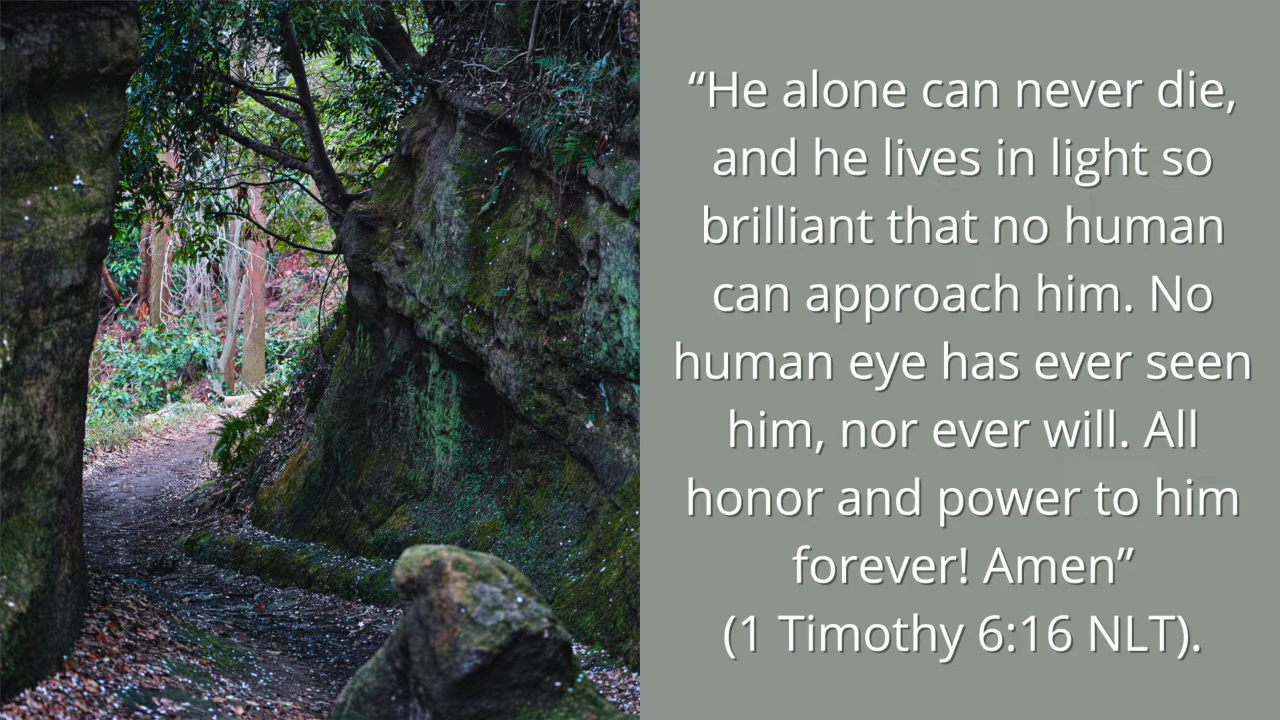 “He alone can never die,
and he lives in light so
brilliant that no human
can approach him. No
human eye has ever seen
him, nor ever will. All
honor and power to him
forever! Amen”
(1 Timothy 6:16 NLT).